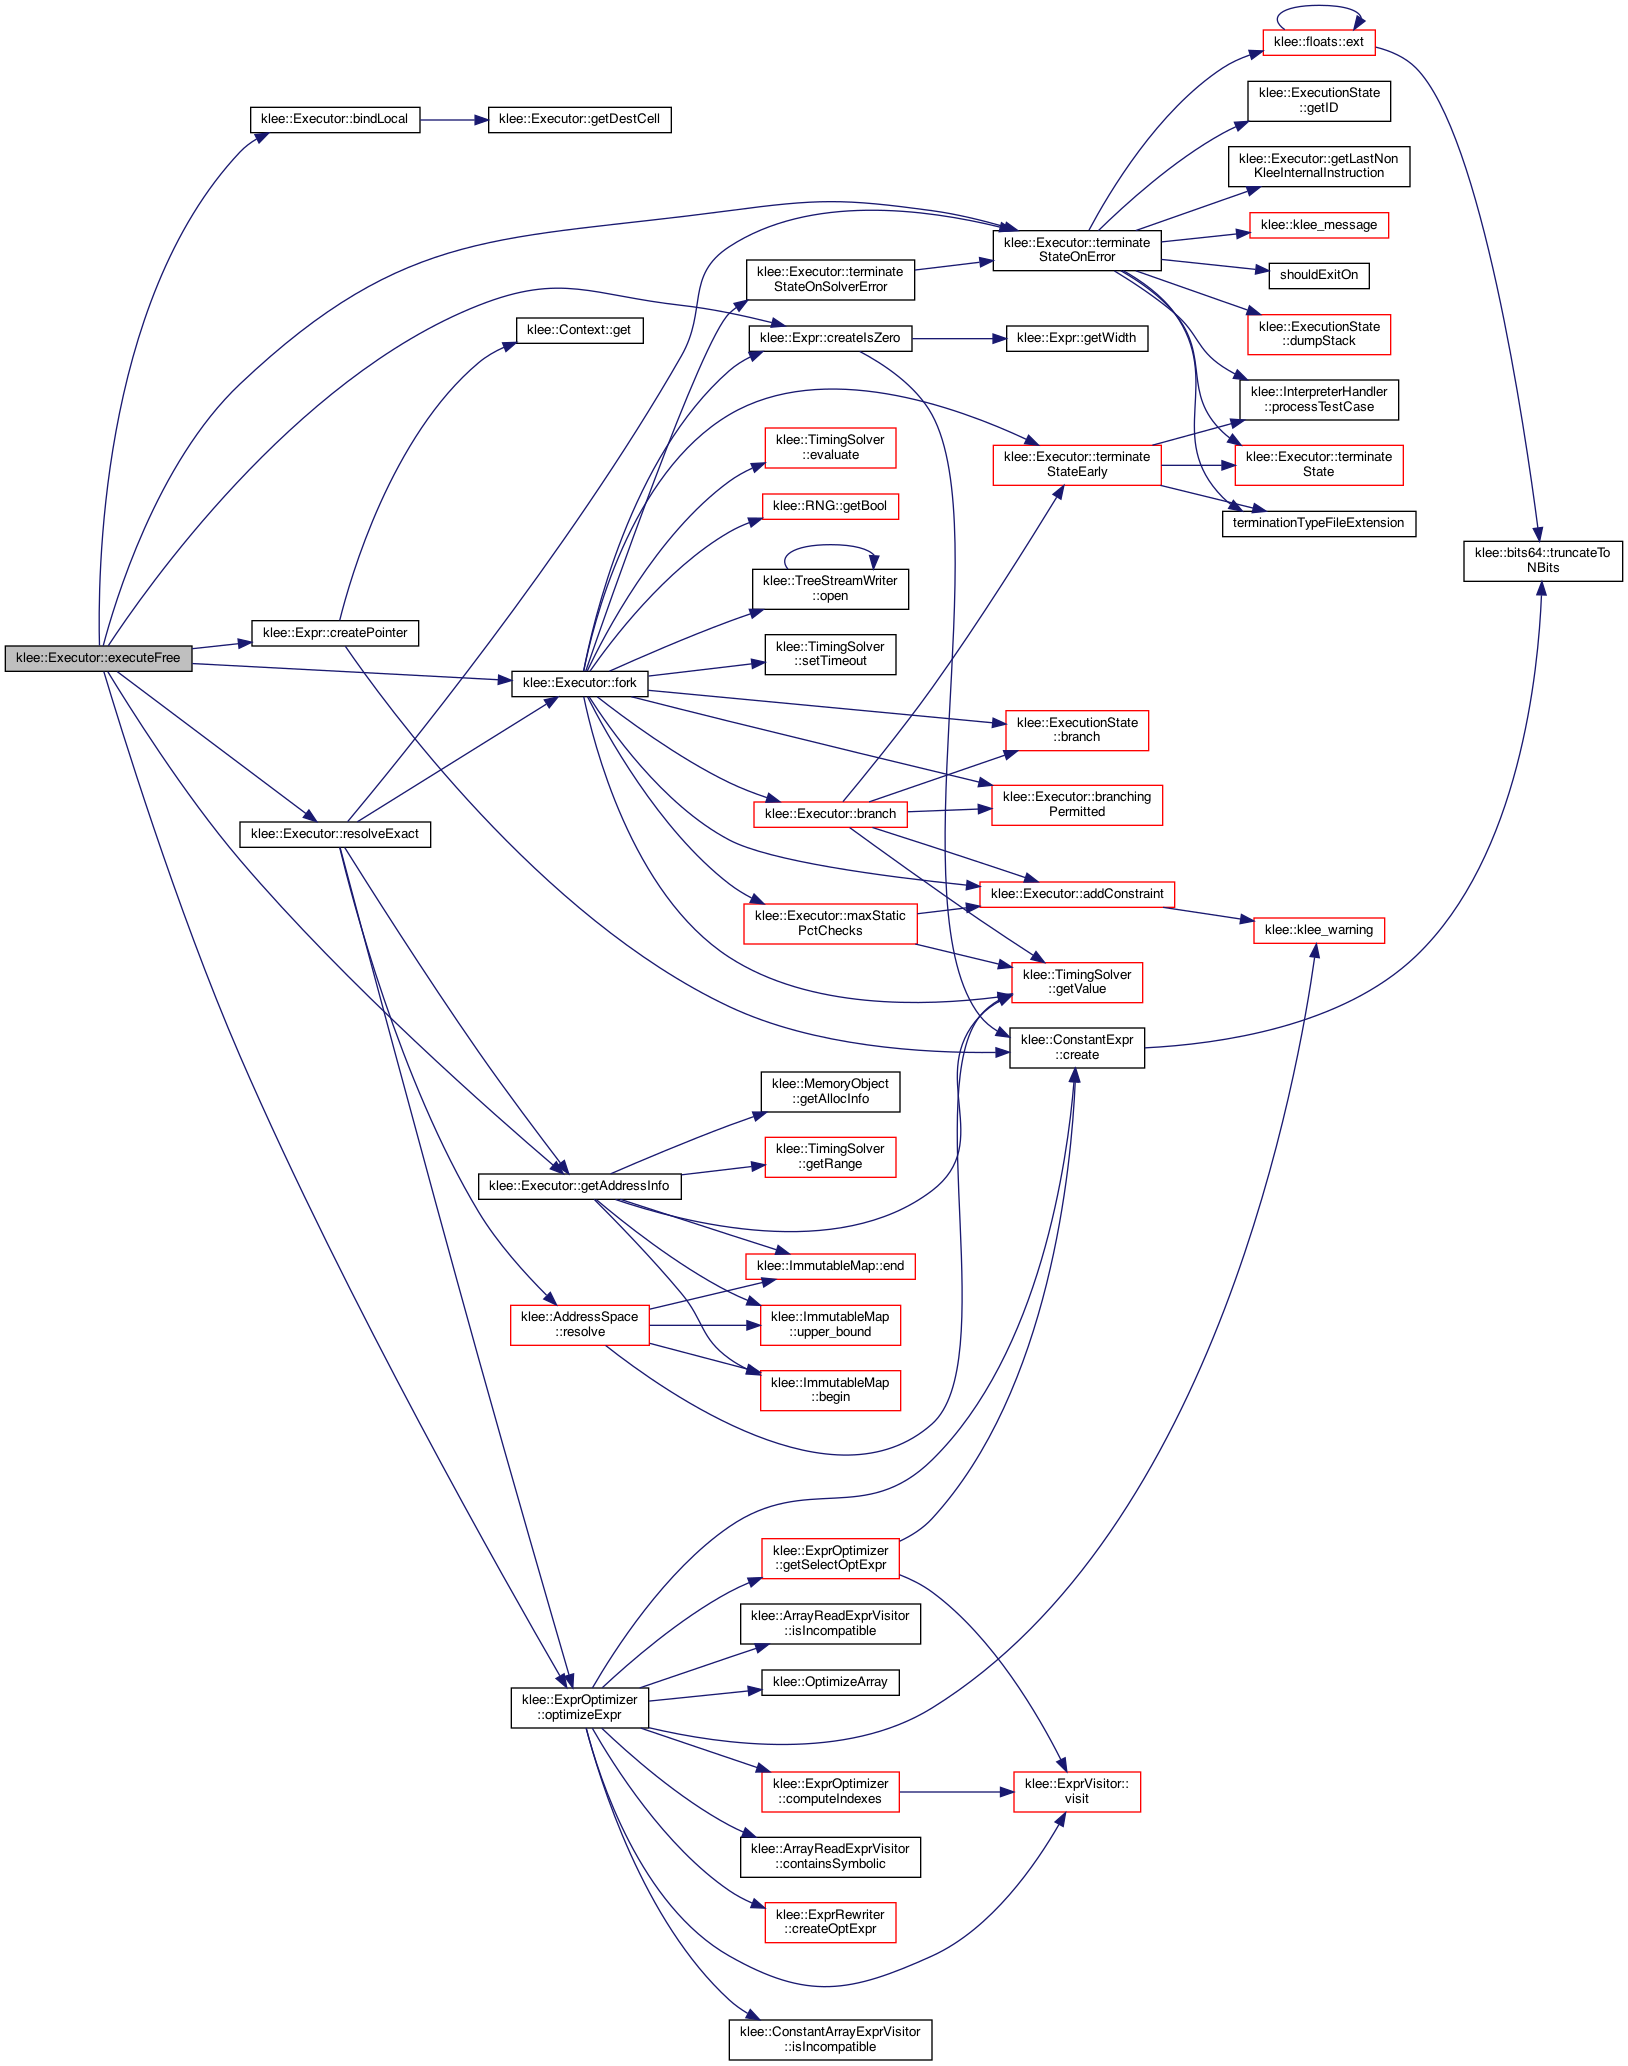 klee::floats::ext
klee::ExecutionState
::getID
klee::Executor::bindLocal
klee::Executor::getDestCell
klee::Executor::getLastNon
KleeInternalInstruction
klee::klee_message
klee::Executor::terminate
StateOnError
klee::Executor::terminate
StateOnSolverError
shouldExitOn
klee::Context::get
klee::Expr::createIsZero
klee::Expr::getWidth
klee::ExecutionState
::dumpStack
klee::InterpreterHandler
::processTestCase
klee::TimingSolver
::evaluate
klee::Executor::terminate
StateEarly
klee::Executor::terminate
State
klee::RNG::getBool
terminationTypeFileExtension
klee::bits64::truncateTo
NBits
klee::TreeStreamWriter
::open
klee::Expr::createPointer
klee::Executor::executeFree
klee::TimingSolver
::setTimeout
klee::Executor::fork
klee::ExecutionState
::branch
klee::Executor::branching
Permitted
klee::Executor::branch
klee::Executor::resolveExact
klee::Executor::addConstraint
klee::Executor::maxStatic
PctChecks
klee::klee_warning
klee::TimingSolver
::getValue
klee::ConstantExpr
::create
klee::MemoryObject
::getAllocInfo
klee::TimingSolver
::getRange
klee::Executor::getAddressInfo
klee::ImmutableMap::end
klee::AddressSpace
::resolve
klee::ImmutableMap
::upper_bound
klee::ImmutableMap
::begin
klee::ExprOptimizer
::getSelectOptExpr
klee::ArrayReadExprVisitor
::isIncompatible
klee::OptimizeArray
klee::ExprOptimizer
::optimizeExpr
klee::ExprOptimizer
::computeIndexes
klee::ExprVisitor::
visit
klee::ArrayReadExprVisitor
::containsSymbolic
klee::ExprRewriter
::createOptExpr
klee::ConstantArrayExprVisitor
::isIncompatible